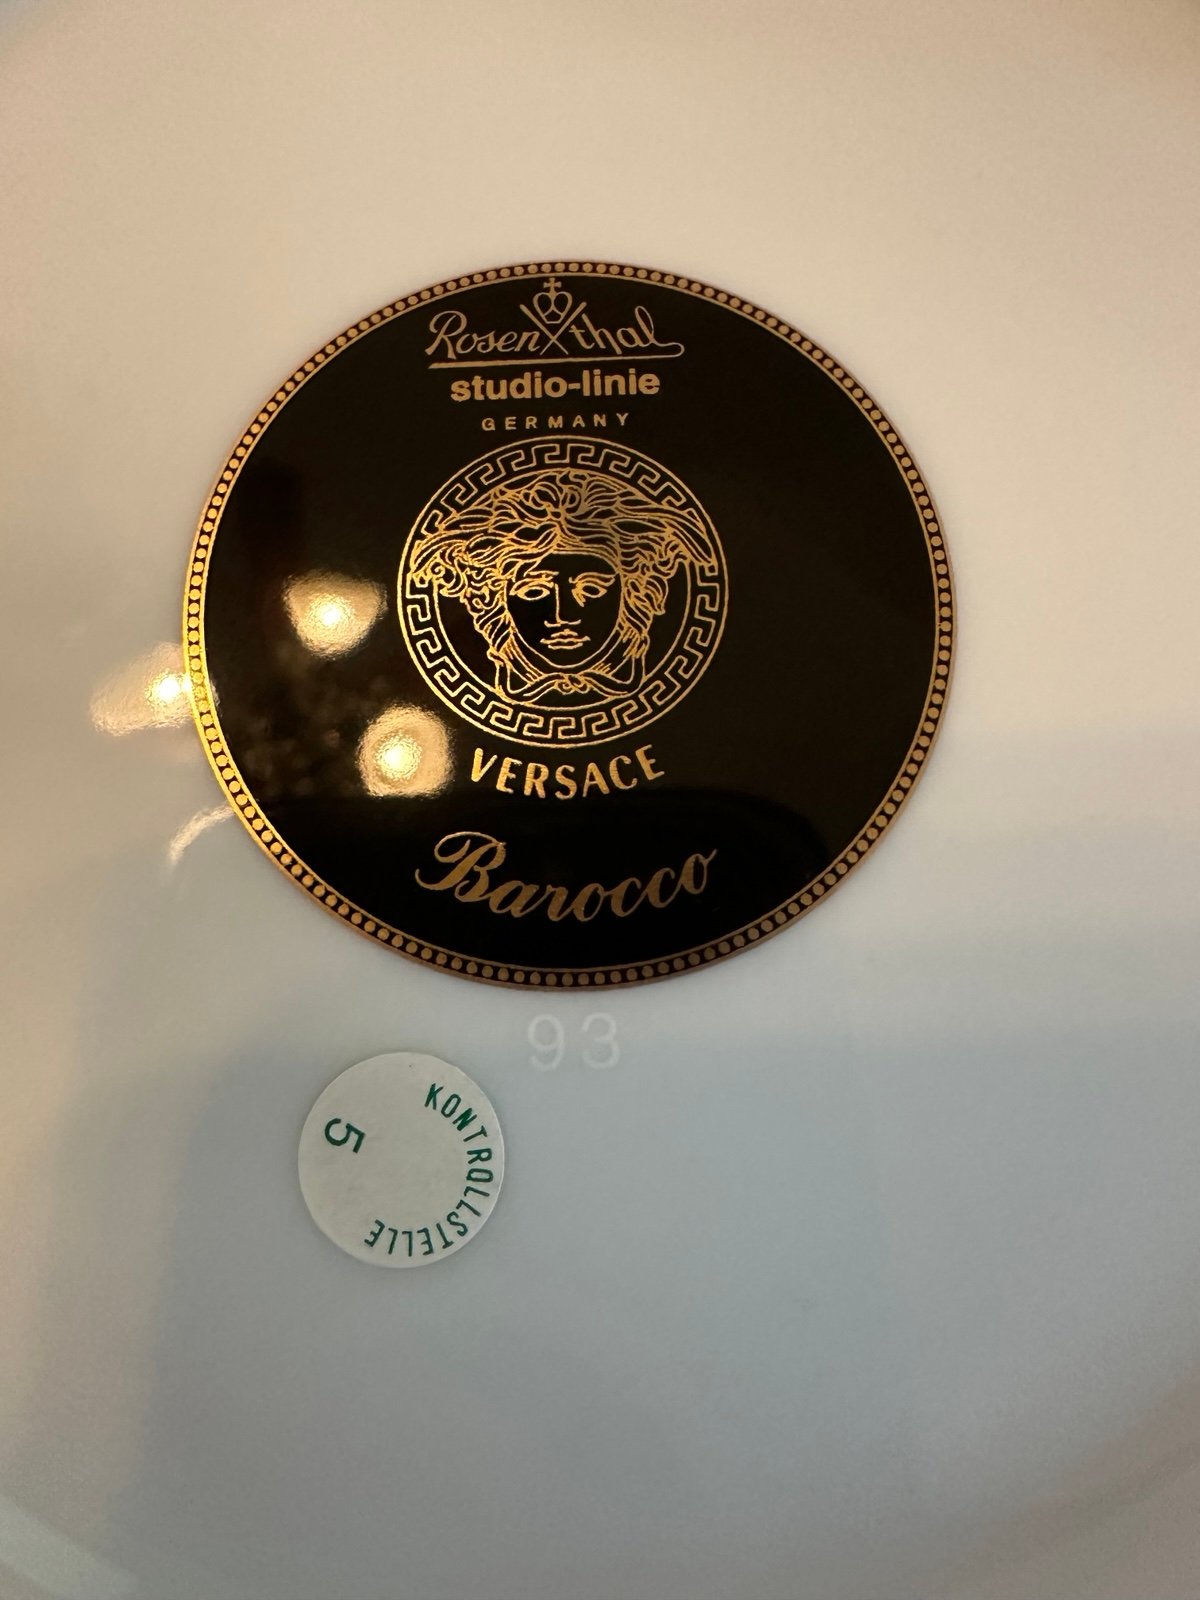 Rosenthal
studio-linie
GERMANY
VERSACE
Barocco
93
KONTROLLSTELLE
5